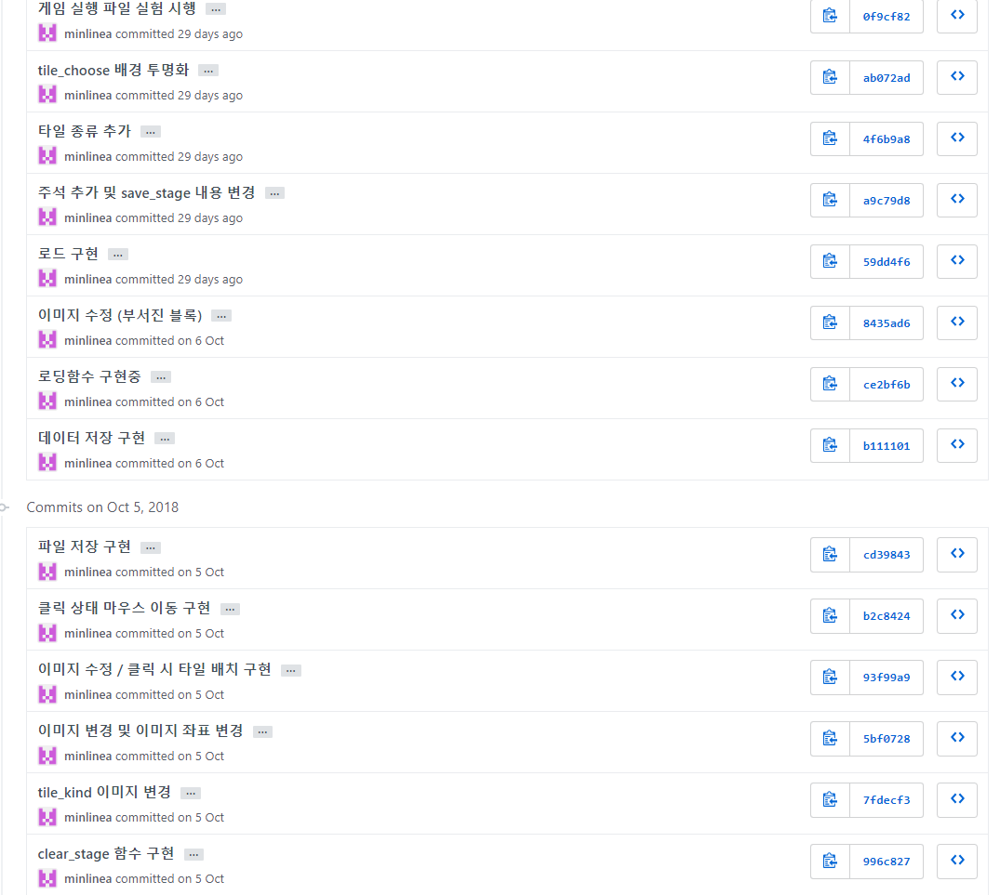 게임 실행 파일 실험 시행 ...
minlinea committed 29 days ago
0f9cf82
tile_choose 배경 투명화 ...
minlinea committed 29 days ago
ab072ad
타일 종류 추가 ...
minlinea committed 29 days ago
4f6b9a8
주석 추가 및 save_stage 내용 변경 ...
minlinea committed 29 days ago
a9c79d8
로드 구현 ...
minlinea committed 29 days ago
59dd4f6
이미지 수정 (부서진 블록) ...
minlinea committed on 6 Oct
8435ad6
로딩함수 구현중 ...
minlinea committed on 6 Oct
ce2bf6b
데이터 저장 구현 ...
minlinea committed on 6 Oct
b111101
Commits on Oct 5, 2018
파일 저장 구현 ...
minlinea committed on 5 Oct
cd39843
클릭 상태 마우스 이동 구현 ...
minlinea committed on 5 Oct
b2c8424
이미지 수정 / 클릭 시 타일 배치 구현 ...
minlinea committed on 5 Oct
93f99a9
이미지 변경 및 이미지 좌표 변경 ...
minlinea committed on 5 Oct
5bf0728
tile_kind 이미지 변경 ...
minlinea committed on 5 Oct
7fdecf3
clear_stage 함수 구현 ...
minlinea committed on 5 Oct
996c827